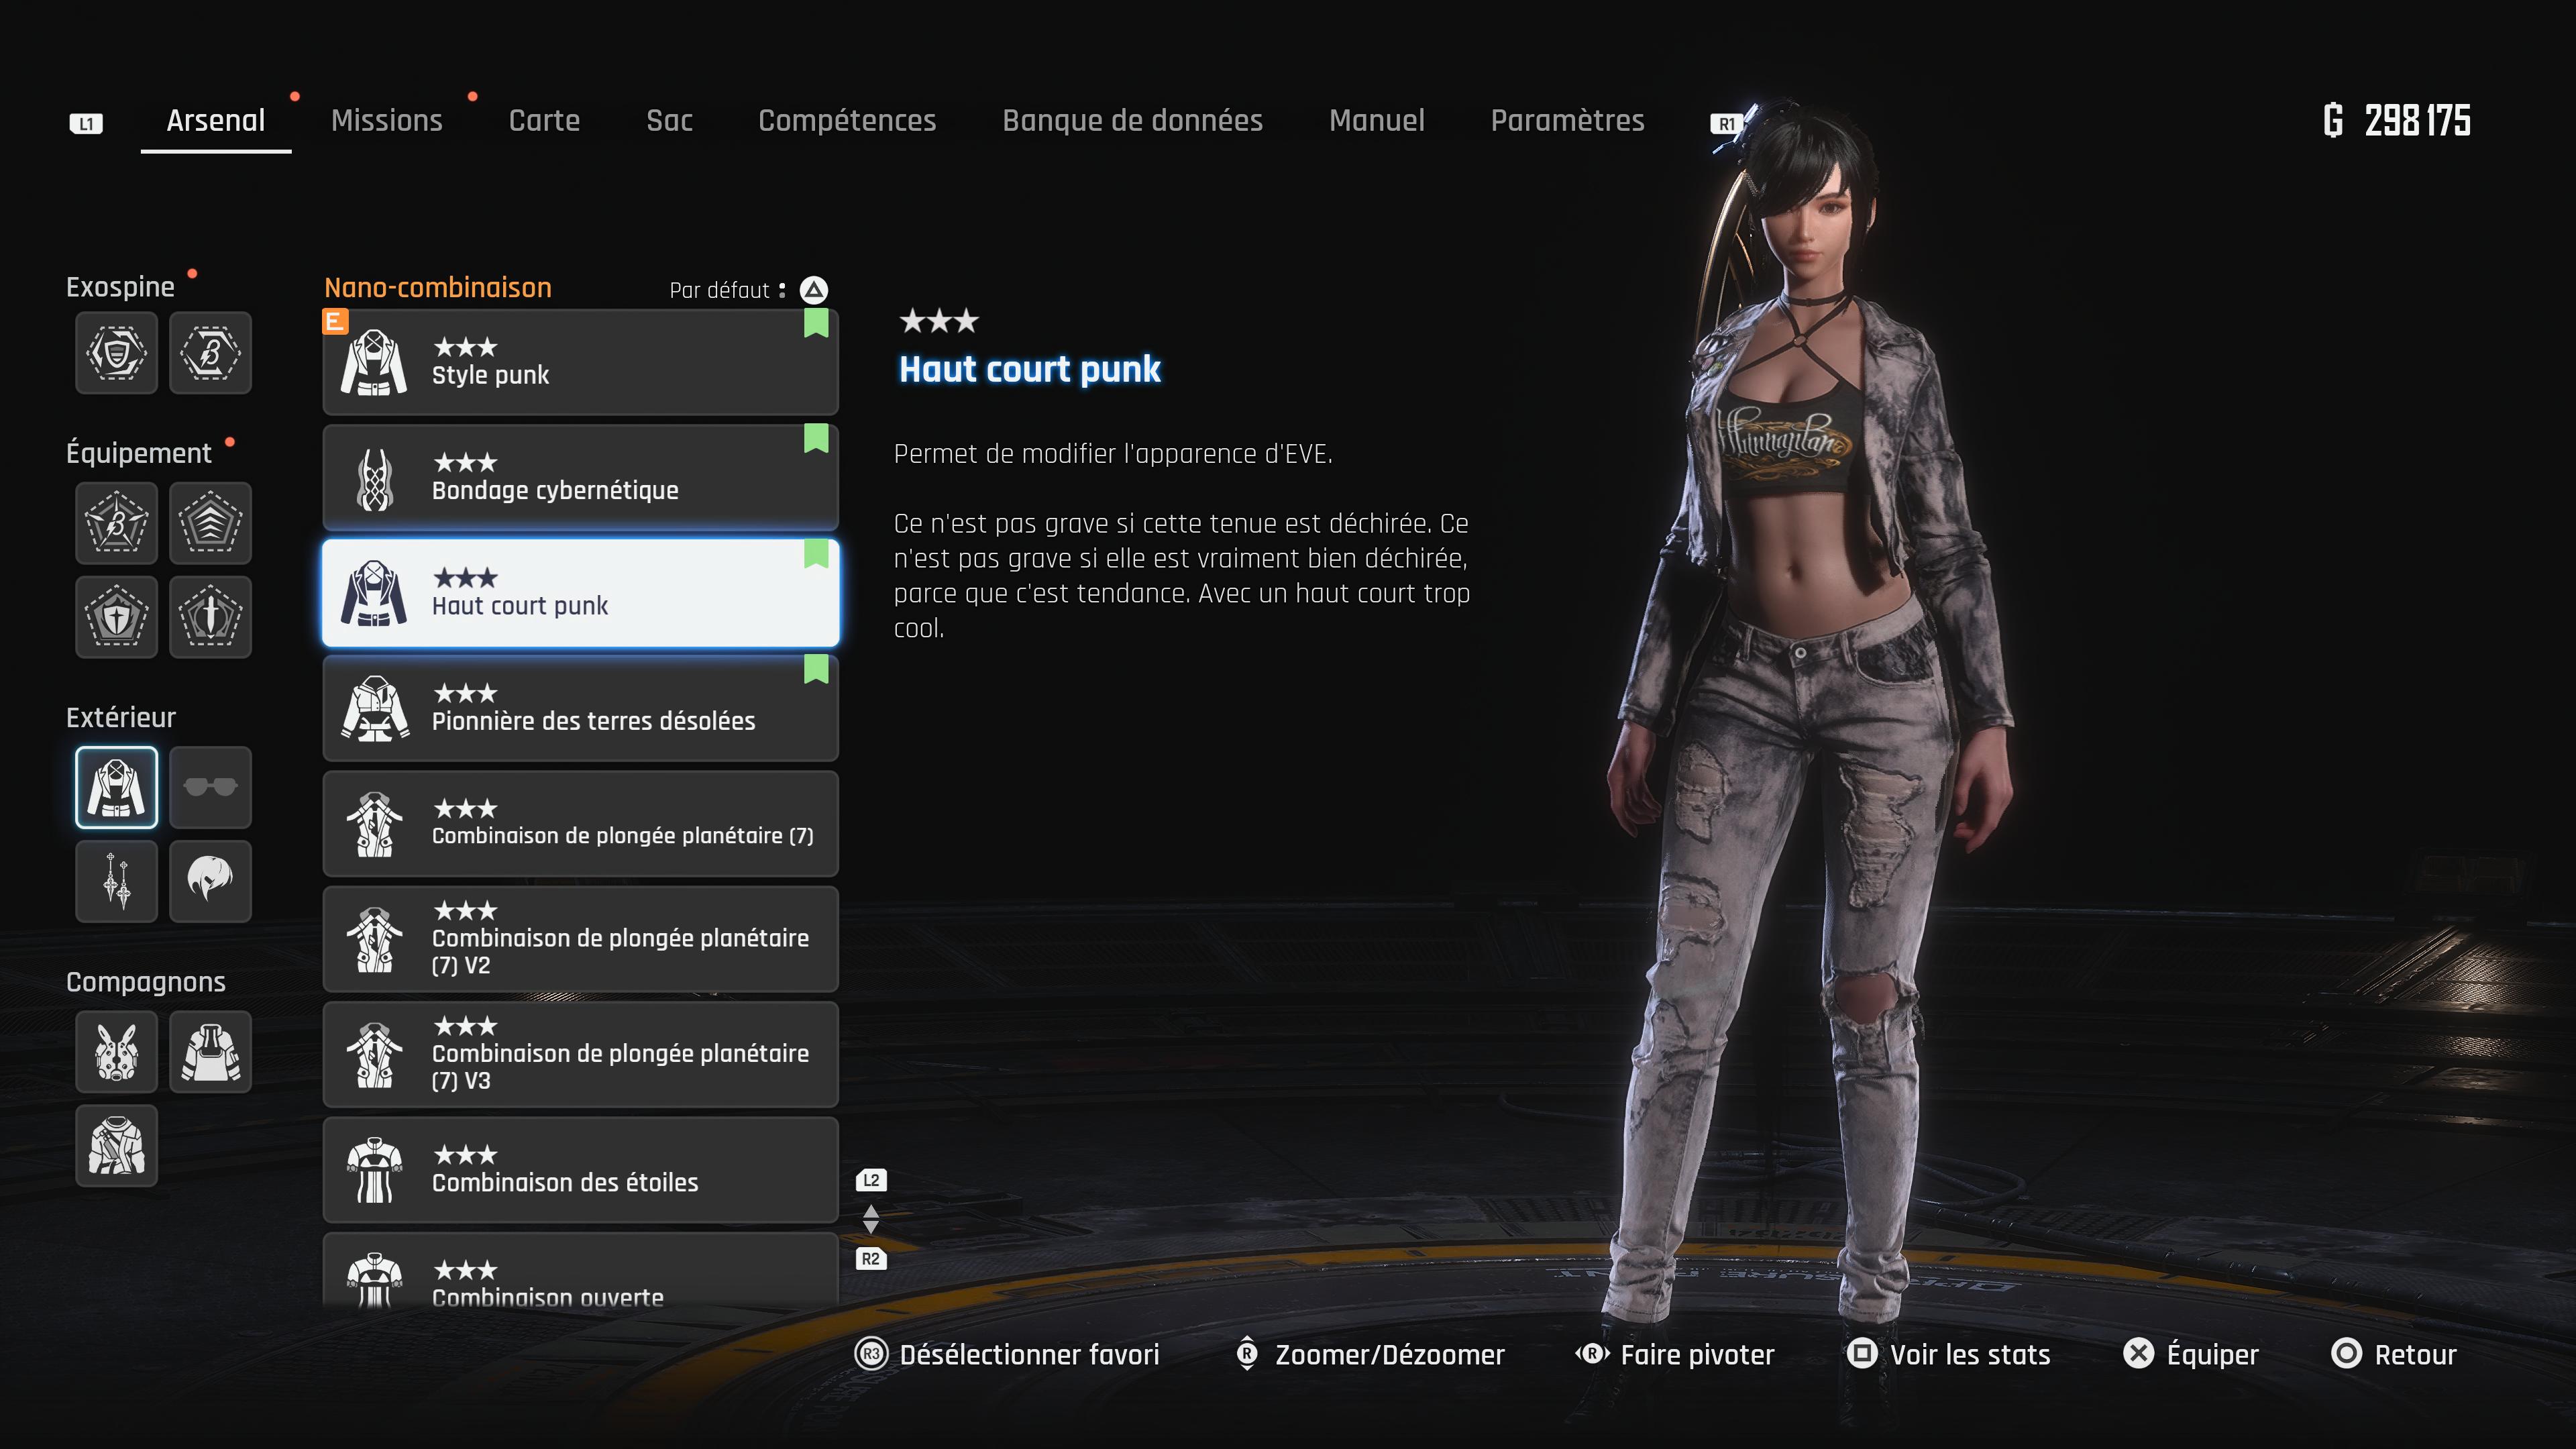 L1
Arsenal
Missions
Carte
Sac
Compétences
Banque de données
Manuel
Paramètres
R1
298 175
Exospine
Équipement
Extérieur
Compagnons
Nano-combinaison
Par défaut :
E
Style punk
Bondage cybernétique
Haut court punk
Pionnière des terres désolées
Combinaison de plongée planétaire (7)
Combinaison de plongée planétaire
(7) V2
Combinaison de plongée planétaire
(7) V3
Combinaison des étoiles
Combinaison ouverte
L2
R2
Haut court punk
Permet de modifier l'apparence d'EVE.
Ce n'est pas grave si cette tenue est déchirée. Ce
n'est pas grave si elle est vraiment bien déchirée,
parce que c'est tendance. Avec un haut court trop
cool.
R3 Désélectionner favori
R Zoomer/Dézoomer
R Faire pivoter
Voir les stats
Équiper
Retour